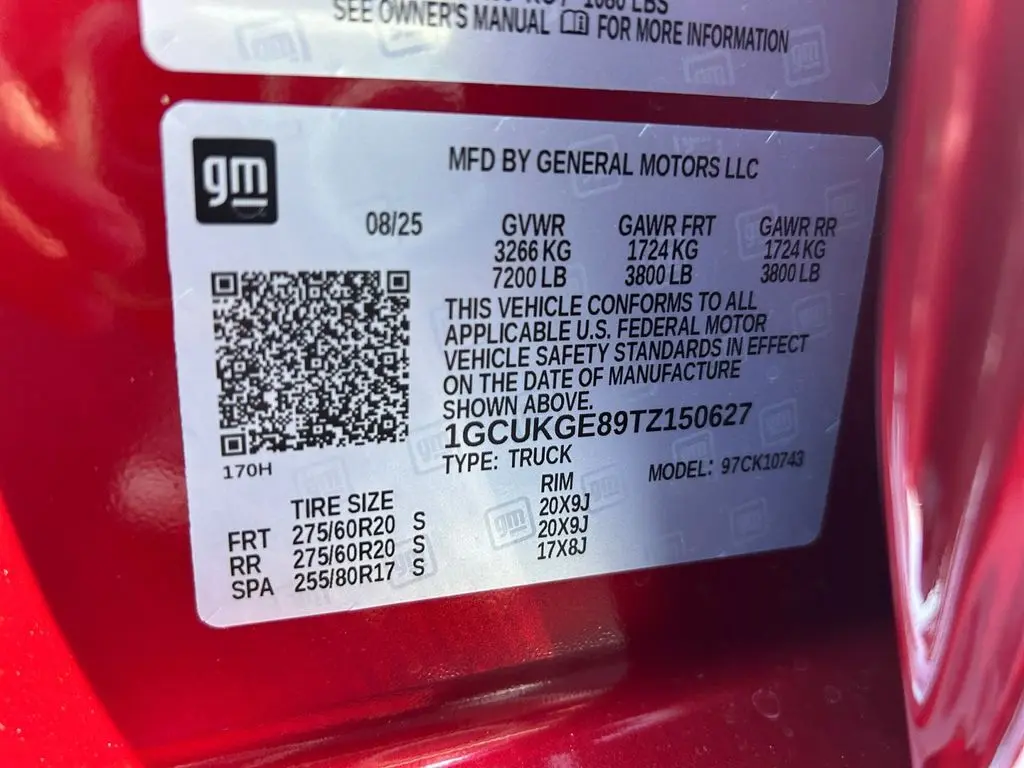 1080 LBS
SEE OWNER'S MANUAL FOR MORE INFORMATION
gm
MFD BY GENERAL MOTORS LLC
08/25
GVWR GAWR FRT GAWR RR
3266 KG 1724 KG 1724 KG
7200 LB 3800 LB 3800 LB
THIS VEHICLE CONFORMS TO ALL
APPLICABLE U.S. FEDERAL MOTOR
VEHICLE SAFETY STANDARDS IN EFFECT
ON THE DATE OF MANUFACTURE
SHOWN ABOVE.
1GCUKGE89TZ150627
170H
TYPE: TRUCK MODEL: 97CK10743
TIRE SIZE RIM
FRT 275/60R20 S 20X9J
RR 275/60R20 S 20X9J
SPA 255/80R17 S 17X8J